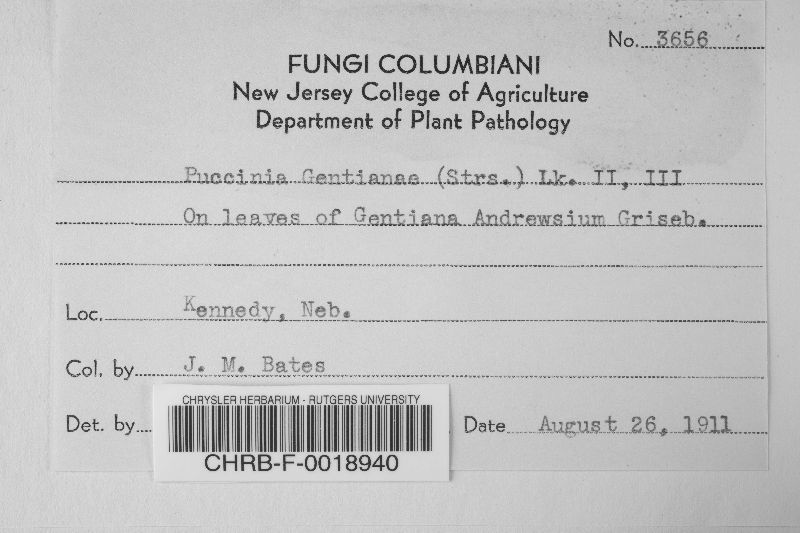 No. 3656
FUNGI COLUMBIANI
New Jersey College of Agriculture
Department of Plant Pathology
Puccinia Gentianae (Strs.) Lk. II, III
On leaves of Gentiana Andrewsium Griseb.
Loc. Kennedy, Neb.
Col. by J. M. Bates
Det. by Date August 26, 1911
CHRYSLER HERBARIUM - RUTGERS UNIVERSITY
CHRB-F-0018940